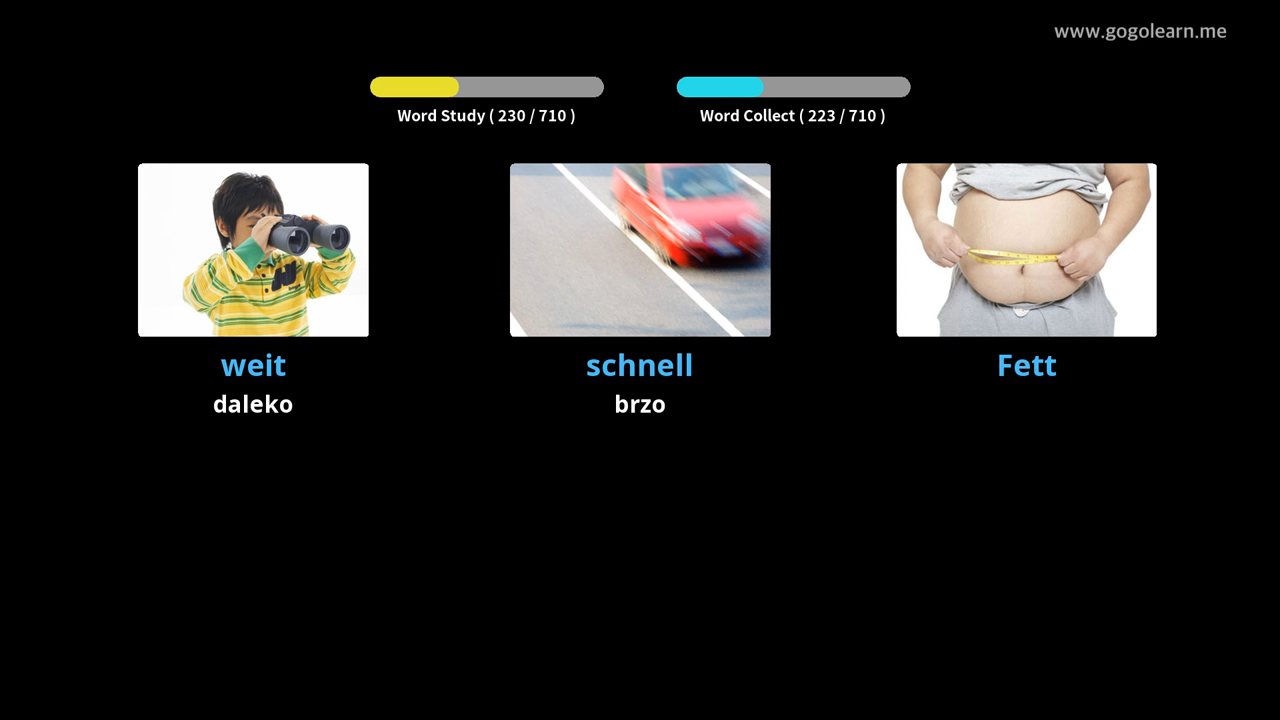 www.gogolearn.me
Word Study ( 230 / 710 )
Word Collect ( 223 / 710 )
weit
daleko
schnell
brzo
Fett